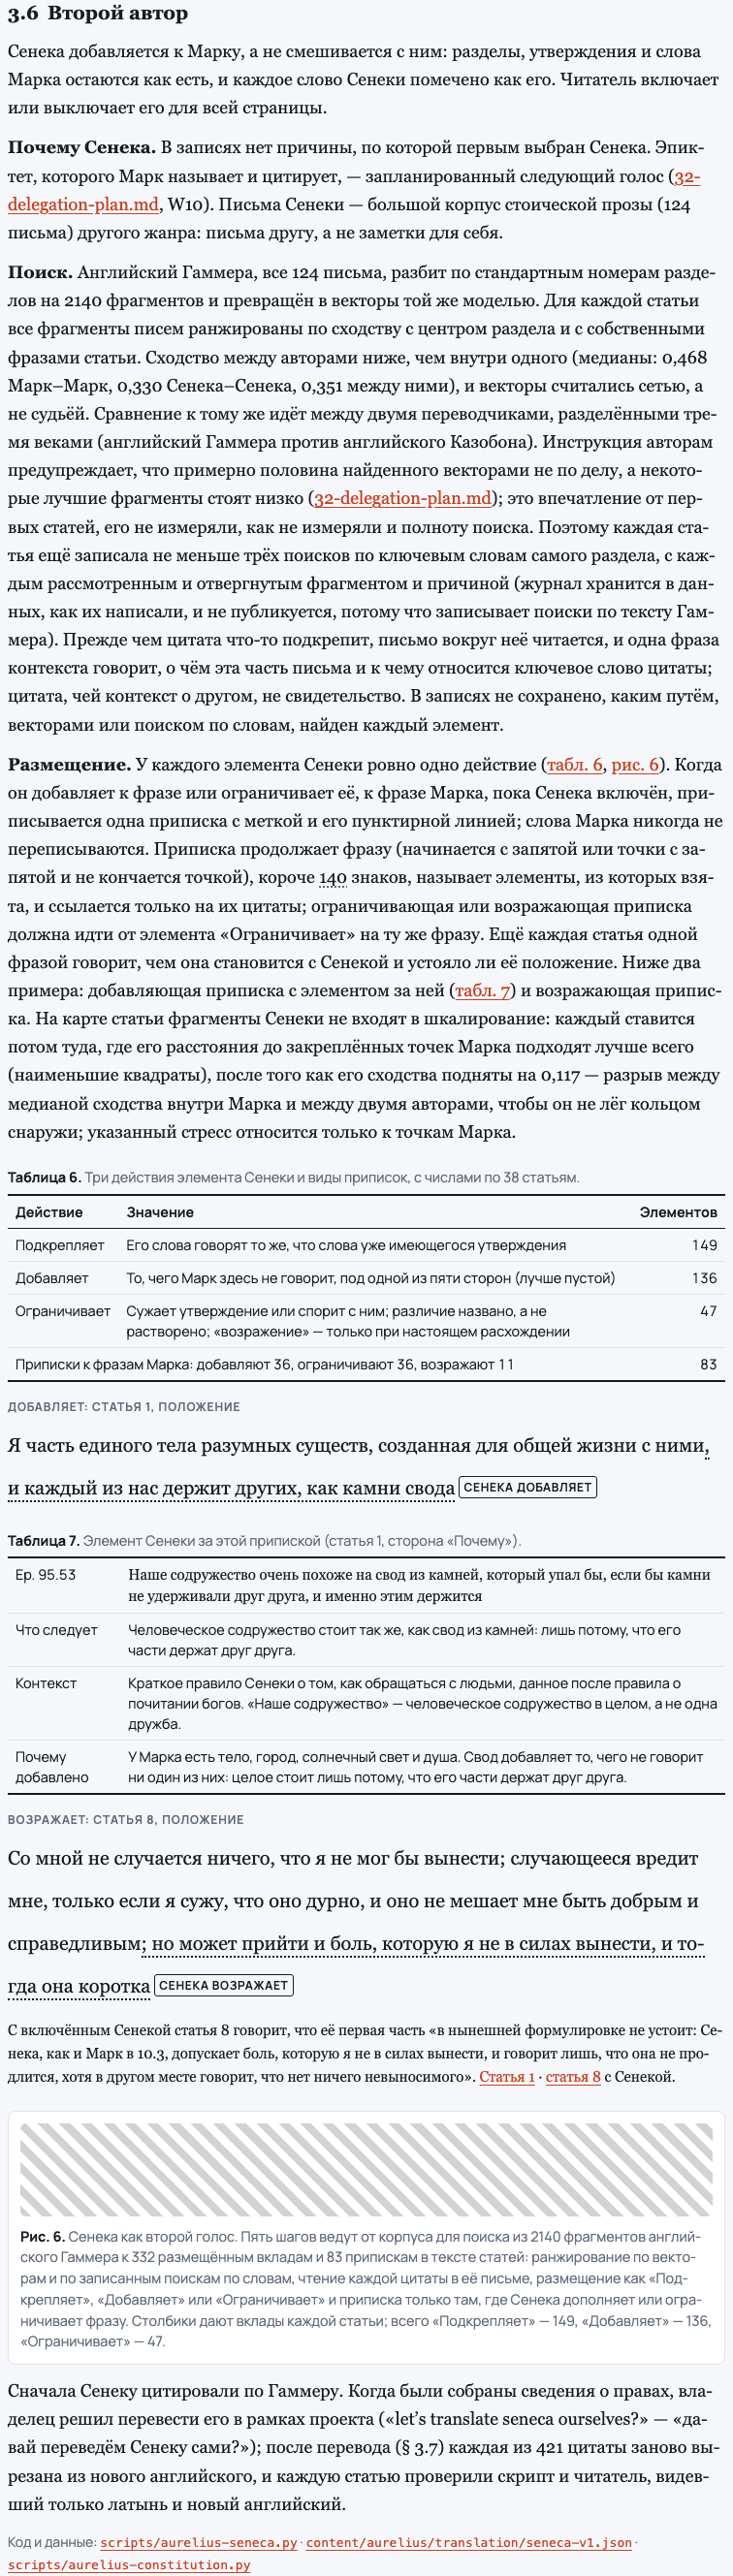 3.6 Второй автор
Сенека добавляется к Марку, а не смешивается с ним: разделы, утверждения и слова
Марка остаются как есть, и каждое слово Сенеки помечено как его. Читатель включает
или выключает его для всей страницы.
Почему Сенека. В записях нет причины, по которой первым выбран Сенека. Эпик-
тет, которого Марк называет и цитирует, — запланированный следующий голос (32-
delegation-plan.md, W10). Письма Сенеки — большой корпус стоической прозы (124
письма) другого жанра: письма другу, а не заметки для себя.
Поиск. Английский Гаммера, все 124 письма, разбит по стандартным номерам разде-
лов на 2140 фрагментов и превращён в векторы той же моделью. Для каждой статьи
все фрагменты писем ранжированы по сходству с центром раздела и с собственными
фразами статьи. Сходство между авторами ниже, чем внутри одного (медианы: 0,468
Марк–Марк, 0,330 Сенека–Сенека, 0,351 между ними), и векторы считались сетью, а
не судьёй. Сравнение к тому же идёт между двумя переводчиками, разделёнными тре-
мя веками (английский Гаммера против английского Казобона). Инструкция авторам
предупреждает, что примерно половина найденного векторами не по делу, а некото-
рые лучшие фрагменты стоят низко (32-delegation-plan.md); это впечатление от пер-
вых статей, его не измеряли, как не измеряли и полноту поиска. Поэтому каждая ста-
тья ещё записала не меньше трёх поисков по ключевым словам самого раздела, с каж-
дым рассмотренным и отвергнутым фрагментом и причиной (журнал хранится в дан-
ных, как их написали, и не публикуется, потому что записывает поиски по тексту Гам-
мера). Прежде чем цитата что-то подкрепит, письмо вокруг неё читается, и одна фраза
контекста говорит, о чём эта часть письма и к чему относится ключевое слово цитаты;
цитата, чей контекст о другом, не свидетельство. В записях не сохранено, каким путём,
векторами или поиском по словам, найден каждый элемент.
Размещение. У каждого элемента Сенеки ровно одно действие (табл. 6, рис. 6). Когда
он добавляет к фразе или ограничивает её, к фразе Марка, пока Сенека включён, при-
писывается одна приписка с меткой и его пунктирной линией; слова Марка никогда не
переписываются. Приписка продолжает фразу (начинается с запятой или точки с за-
пятой и не кончается точкой), короче 140 знаков, называет элементы, из которых взя-
та, и ссылается только на их цитаты; ограничивающая или возражающая приписка
должна идти от элемента «Ограничивает» на ту же фразу. Ещё каждая статья одной
фразой говорит, чем она становится с Сенекой и устояло ли её положение. Ниже два
примера: добавляющая приписка с элементом за ней (табл. 7) и возражающая припис-
ка. На карте статьи фрагменты Сенеки не входят в шкалирование: каждый ставится
потом туда, где его расстояния до закреплённых точек Марка подходят лучше всего
(наименьшие квадраты), после того как его сходства подняты на 0,117 — разрыв между
медианой сходства внутри Марка и между двумя авторами, чтобы он не лёг кольцом
снаружи; указанный стресс относится только к точкам Марка.
Таблица 6. Три действия элемента Сенеки и виды приписок, с числами по 38 статьям.
Действие Значение Элементов
Подкрепляет Его слова говорят то же, что слова уже имеющегося утверждения 149
Добавляет То, чего Марк здесь не говорит, под одной из пяти сторон (лучше пустой) 136
Ограничивает Сужает утверждение или спорит с ним; различие названо, а не 47
растворено; «возражение» — только при настоящем расхождении
Приписки к фразам Марка: добавляют 36, ограничивают 36, возражают 11 83
ДОБАВЛЯЕТ: СТАТЬЯ 1, ПОЛОЖЕНИЕ
Я часть единого тела разумных существ, созданная для общей жизни с ними,
и каждый из нас держит других, как камни свода СЕНЕКА ДОБАВЛЯЕТ
Таблица 7. Элемент Сенеки за этой припиской (статья 1, сторона «Почему»).
Ep. 95.53 Наше содружество очень похоже на свод из камней, который упал бы, если бы камни
не удерживали друг друга, и именно этим держится
Что следует Человеческое содружество стоит так же, как свод из камней: лишь потому, что его
части держат друг друга.
Контекст Краткое правило Сенеки о том, как обращаться с людьми, данное после правила о
почитании богов. «Наше содружество» — человеческое содружество в целом, а не одна
дружба.
Почему У Марка есть тело, город, солнечный свет и душа. Свод добавляет то, чего не говорит
добавлено ни один из них: целое стоит лишь потому, что его части держат друг друга.
ВОЗРАЖАЕТ: СТАТЬЯ 8, ПОЛОЖЕНИЕ
Со мной не случается ничего, что я не мог бы вынести; случающееся вредит
мне, только если я сужу, что оно дурно, и оно не мешает мне быть добрым и
справедливым; но может прийти и боль, которую я не в силах вынести, и то-
гда она коротка СЕНЕКА ВОЗРАЖАЕТ
С включённым Сенекой статья 8 говорит, что её первая часть «в нынешней формулировке не устоит: Се-
нека, как и Марк в 10.3, допускает боль, которую я не в силах вынести, и говорит лишь, что она не про-
длится, хотя в другом месте говорит, что нет ничего невыносимого». Статья 1 · статья 8 с Сенекой.
Рис. 6. Сенека как второй голос. Пять шагов ведут от корпуса для поиска из 2140 фрагментов англий-
ского Гаммера к 332 размещённым вкладам и 83 припискам в тексте статей: ранжирование по векто-
рам и по записанным поискам по словам, чтение каждой цитаты в её письме, размещение как «Под-
крепляет», «Добавляет» или «Ограничивает» и приписка только там, где Сенека дополняет или огра-
ничивает фразу. Столбики дают вклады каждой статьи; всего «Подкрепляет» — 149, «Добавляет» — 136,
«Ограничивает» — 47.
Сначала Сенеку цитировали по Гаммеру. Когда были собраны сведения о правах, вла-
делец решил перевести его в рамках проекта («let’s translate seneca ourselves?» — «да-
вай переведём Сенеку сами?»); после перевода (§ 3.7) каждая из 421 цитаты заново вы-
резана из нового английского, и каждую статью проверили скрипт и читатель, видев-
ший только латынь и новый английский.
Код и данные: scripts/aurelius-seneca.py · content/aurelius/translation/seneca-v1.json ·
scripts/aurelius-constitution.py